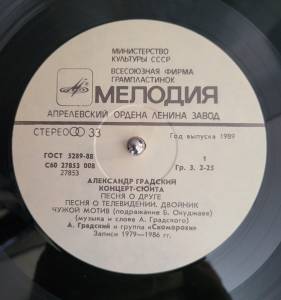 МИНИСТЕРСТВО
КУЛЬТУРЫ СССР
ВСЕСОЮЗНАЯ ФИРМА
ГРАМПЛАСТИНОК
МЕЛОДИЯ
АПРЕЛЕВСКИЙ ОРДЕНА ЛЕНИНА ЗАВОД
СТЕРЕО 33
Год выпуска 1989
ГОСТ 5289-88
1
С60 27853 008
Гр. 3. 2-25
27853
АЛЕКСАНДР ГРАДСКИЙ
КОНЦЕРТ-СЮИТА
ПЕСНЯ О ДРУГЕ
ПЕСНЯ О ТЕЛЕВИДЕНИИ. ДВОЙНИК
ЧУЖОЙ МОТИВ (подражание Б. Окуджаве)
(музыка и слова А. Градского)
А. Градский и группа «Скоморохи»
Записи 1979—1986 гг.